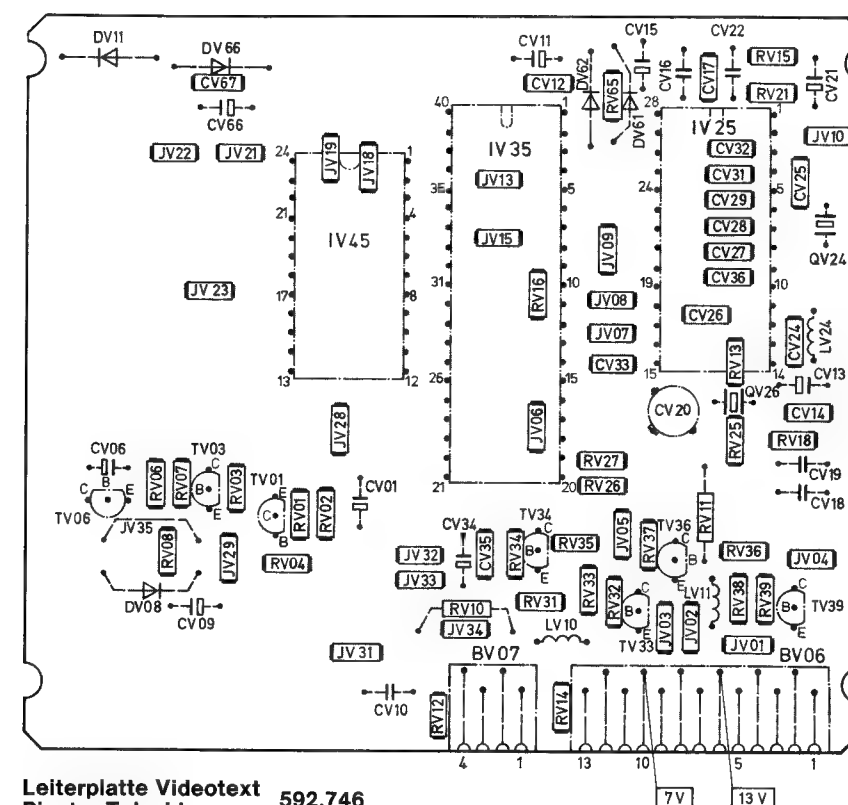 DV11
DV66
CV67
CV66
JV22
JV21
CV11
CV12
DV62
RV65
DV61
CV15
CV22
CV16
CV17
RV15
RV21
CV21
JV10
28
1
IV25
CV32
CV31
CV29
CV28
CV27
CV36
CV26
24
5
19
10
15
14
CV25
QV24
24
1
JV19
JV18
IV45
21
4
17
8
13
12
JV23
40
1
IV35
JV13
JV15
5
31
10
RV16
26
15
JV06
21
20
JV09
JV08
JV07
CV33
CV24
LV24
RV13
QV26
CV13
CV14
CV20
RV25
RV18
CV19
CV18
JV28
CV06
B
C
E
TV06
RV06
RV07
TV03
C
B
E
RV03
TV01
E
C
B
RV01
RV02
CV01
JV35
RV08
JV29
RV04
DV08
CV09
RV27
RV26
RV11
CV34
CV35
RV34
TV34
C
B
E
RV35
JV05
RV37
TV36
C
B
E
RV36
JV04
JV32
JV33
RV10
JV34
RV31
RV33
RV32
C
B
E
TV33
LV10
JV03
JV02
LV11
RV38
RV39
C
B
E
TV39
JV01
JV31
CV10
BV07
RV12
4
1
BV06
RV14
13
10
5
1
7V
13V
Leiterplatte Videotext
592.746